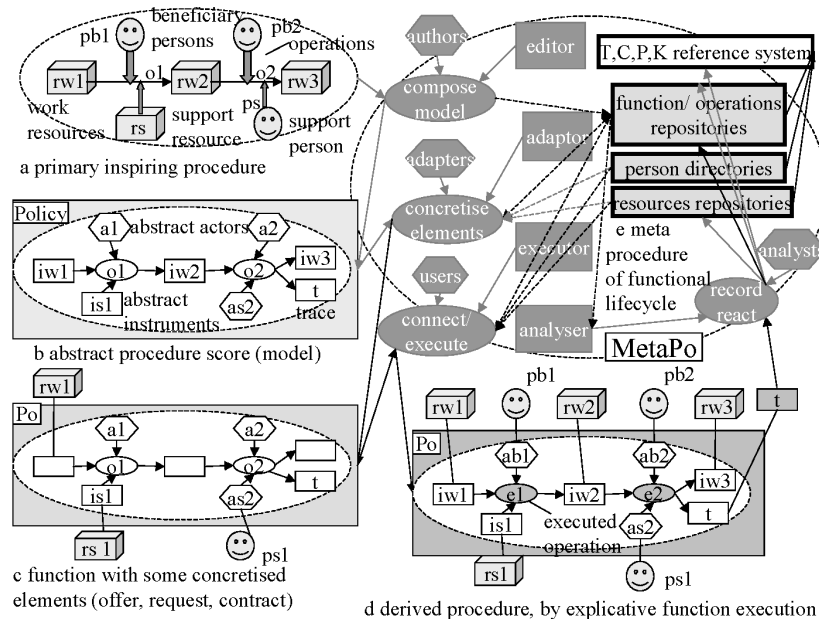 beneficiary
persons
pb1
pb2
operations
rw1
o1
rw2
o2
rw3
work
resources
rs
support
resource
ps
support
person
a primary inspiring procedure
Policy
a1
abstract actors
a2
iw1
o1
iw2
o2
iw3
is1
abstract
instruments
as2
t
trace
b abstract procedure score (model)
rw1
Po
a1
a2
o1
o2
is1
as2
t
rs 1
ps1
c function with some concretised
elements (offer, request, contract)
authors
editor
compose
model
T,C,P,K reference system
function/ operations
repositories
adaptor
adapters
person directories
concretise
elements
resources repositories
e meta
procedure
of functional
lifecycle
executor
users
analysts
connect/
execute
analyser
record
react
MetaPo
pb1
pb2
rw1
rw2
rw3
t
Po
ab1
ab2
iw1
e1
iw2
e2
iw3
is1
executed
operation
as2
t
rs1
ps1
d derived procedure, by explicative function execution